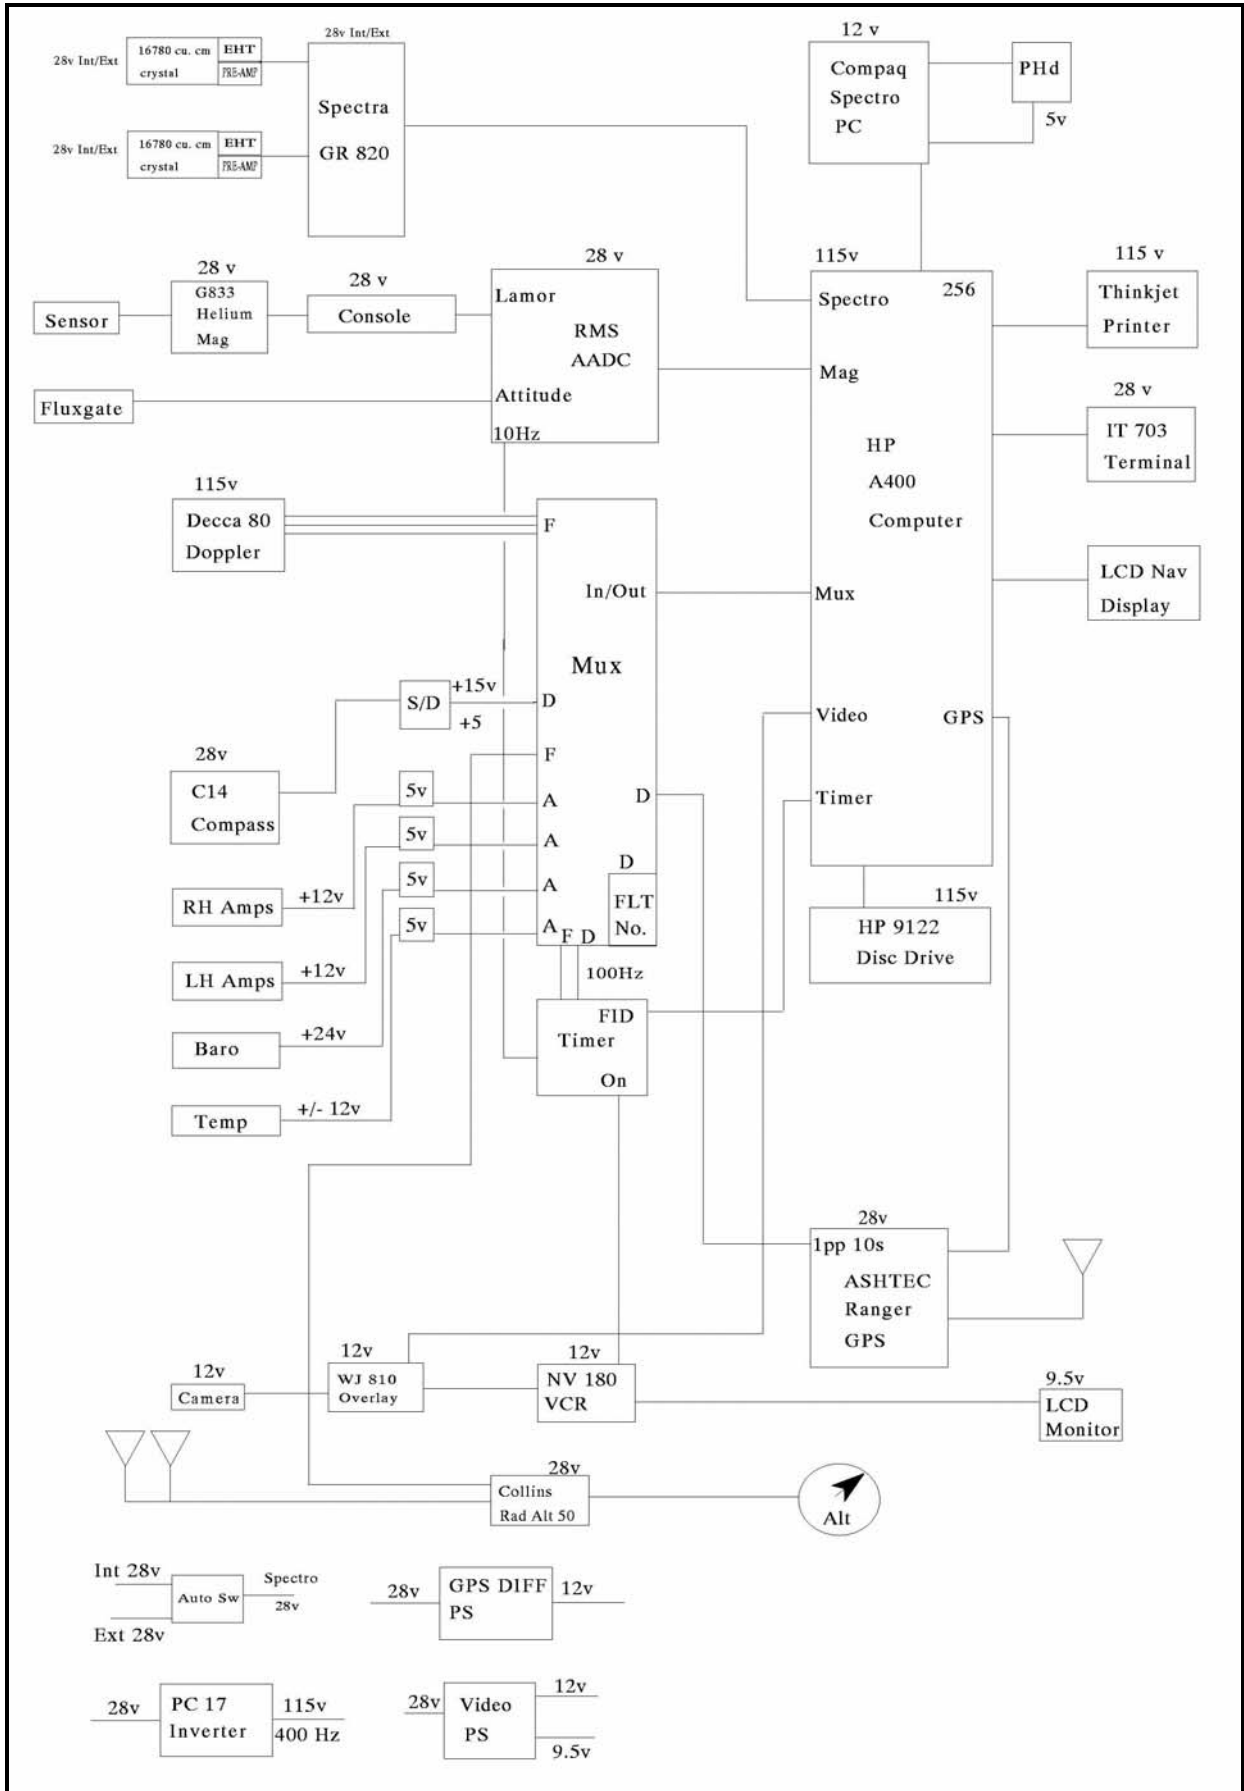 28v Int/Ext
12 v
28v Int/Ext
16780 cu. cm
crystal
EHT
PRE-AMP
Spectra
GR 820
Compaq
Spectro
PC
PHd
5v
28v Int/Ext
16780 cu. cm
crystal
EHT
PRE-AMP
28 v
G833
Helium
Mag
28 v
Console
Sensor
28 v
Lamor
RMS
AADC
Attitude
10Hz
Fluxgate
115v
Spectro
256
Mag
HP
A400
Computer
Mux
Video
GPS
Timer
115 v
Thinkjet
Printer
28 v
IT 703
Terminal
LCD Nav
Display
115v
Decca 80
Doppler
F
In/Out
Mux
S/D
+15v
+5
D
F
28v
C14
Compass
5v
A
D
5v
A
D
RH Amps
+12v
5v
A
FLT
No.
5v
A
F D
LH Amps
+12v
100Hz
Baro
+24v
FID
Timer
On
Temp
+/- 12v
115v
HP 9122
Disc Drive
28v
1pp 10s
ASHTEC
Ranger
GPS
12v
Camera
12v
WJ 810
Overlay
12v
NV 180
VCR
9.5v
LCD
Monitor
28v
Collins
Rad Alt 50
Alt
Int 28v
Auto Sw
Spectro
28v
Ext 28v
28v
GPS DIFF
PS
12v
28v
PC 17
Inverter
115v
400 Hz
28v
Video
PS
12v
9.5v